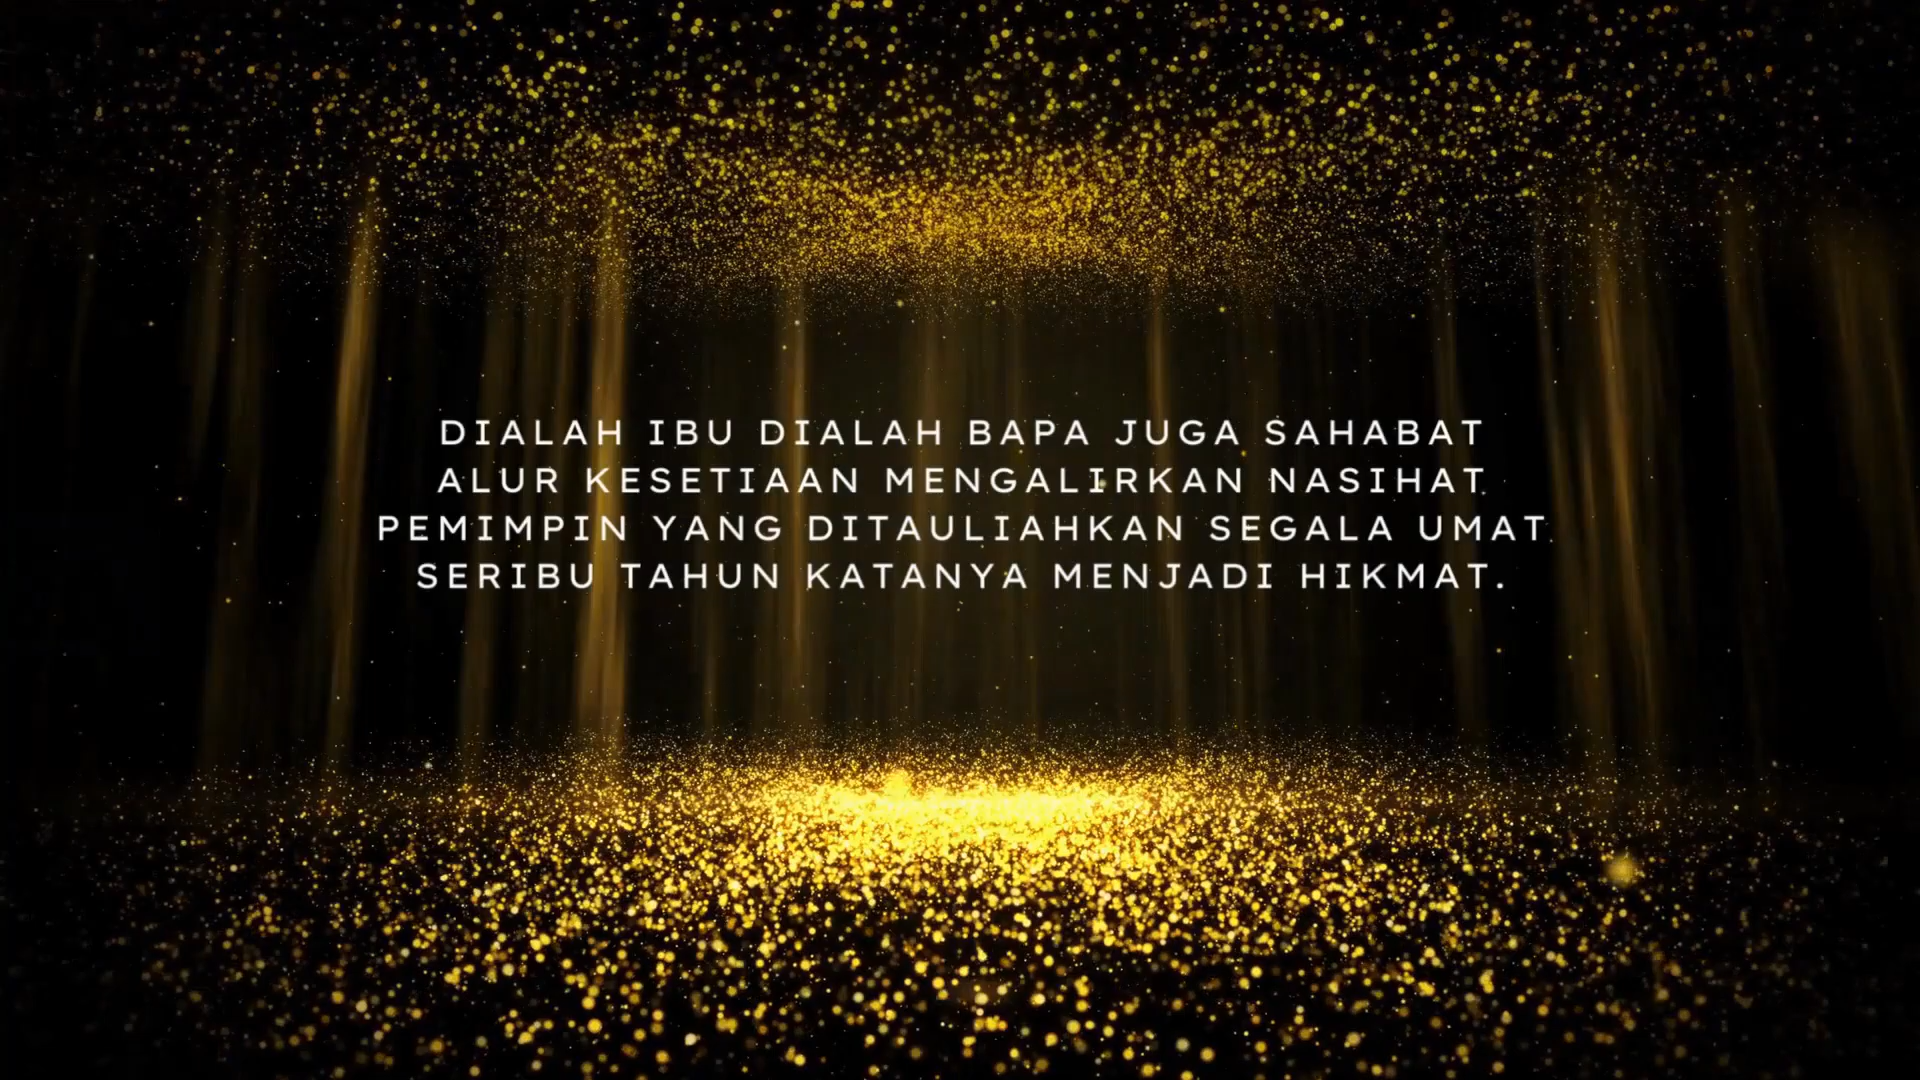 DIALAH IBU DIALAH BAPA JUGA SAHABAT
ALUR KESETIAAN MENGALIRKAN NASIHAT
PEMIMPIN YANG DITAULIAHKAN SEGALA UMAT
SERIBU TAHUN KATANYA MENJADI HIKMAT.